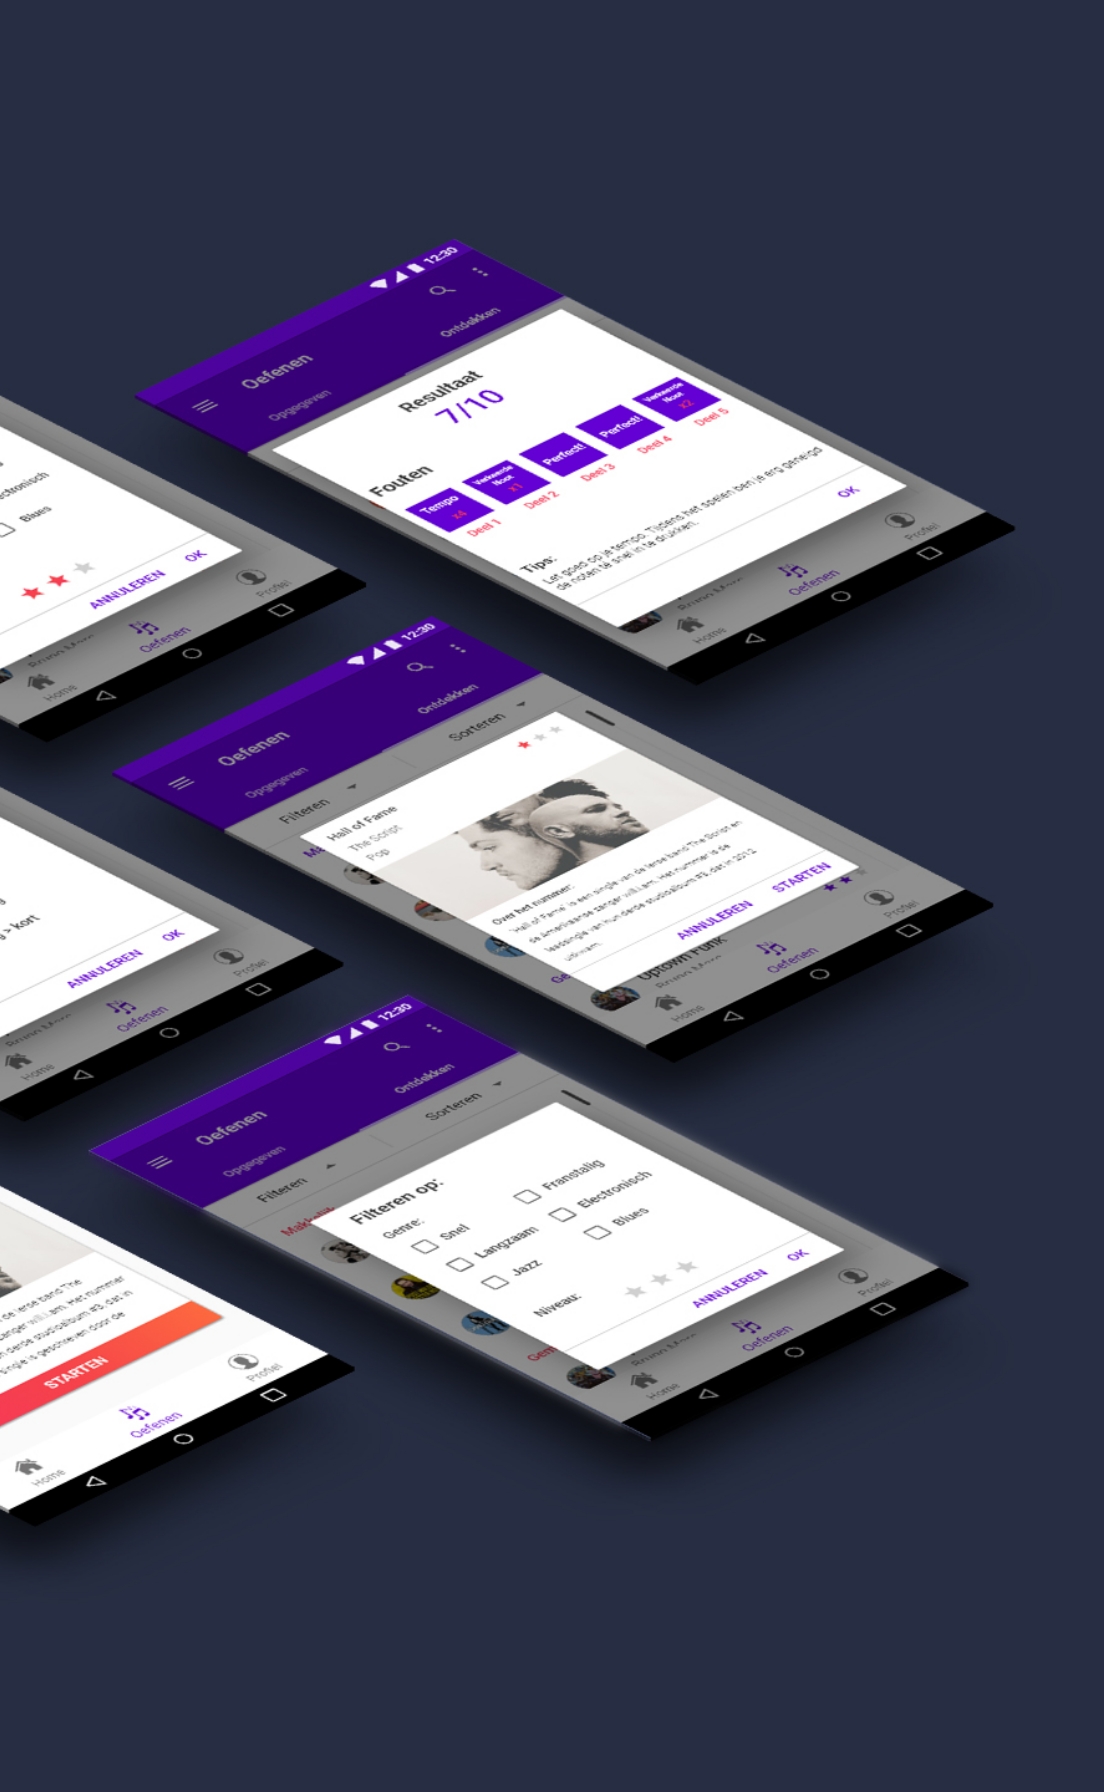 12:30
Oefenen
Opgegeven
Ontdekken
Resultaat
7/10
Fouten
Tempo
x4
Deel 1
Verkeerde
Noot
x1
Deel 2
Perfect!
Deel 3
Perfect!
Deel 4
Verkeerde
Noot
x2
Deel 5
Tips:
Let goed op je tempo. Tijdens het spelen ben je erg geneigd
de noten te snel in te drukken.
OK
Home
Oefenen
Profiel
ctronisch
Blues
ANNULEREN
OK
Home
Oefenen
Profiel
12:30
Oefenen
Opgegeven
Ontdekken
Filteren
Sorteren
Hall of Fame
The Script
Pop
Over het nummer:
'Hall of Fame' is een single van de Ierse band The Script en
de Amerikaanse zanger will.i.am. Het nummer is de
leadsingle van hun derde studioalbum #3, dat in 2012
uitkwam.
ANNULEREN
STARTEN
Uptown Funk
Home
Oefenen
Profiel
g > kort
ANNULEREN
OK
Home
Oefenen
Profiel
12:30
Oefenen
Opgegeven
Ontdekken
Filteren
Sorteren
Filteren op:
Genre:
Snel
Franstalig
Langzaam
Electronisch
Jazz
Blues
Niveau:
ANNULEREN
OK
Home
Oefenen
Profiel
de Ierse band The
anger will.i.am. Het nummer
n derde studioalbum #3, dat in
single is geschreven door de
STARTEN
Home
Oefenen
Profiel